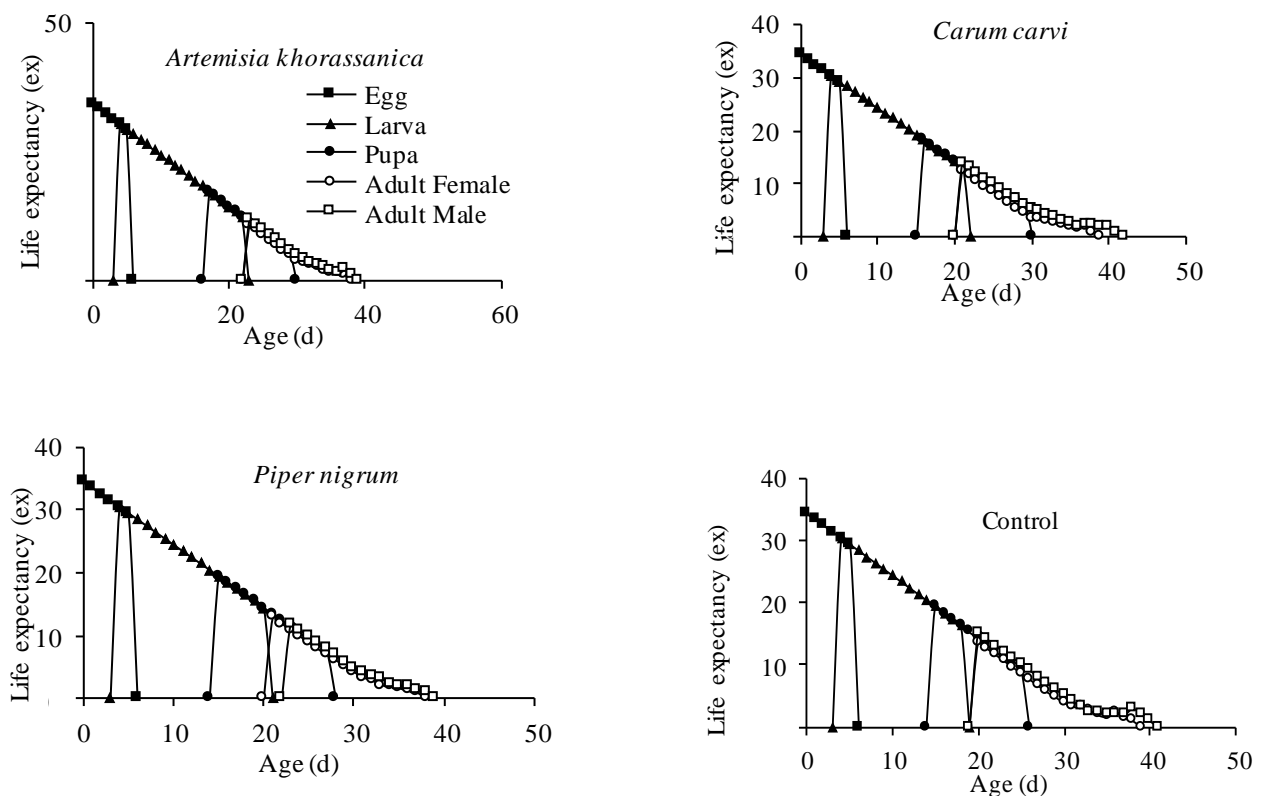 50
Artemisia khorassanica
Life expectancy (ex)
Egg
Larva
Pupa
Adult Female
Adult Male
0 20 40 60
Age (d)
Carum carvi
Life expectancy (ex)
40
30
20
10
0 10 20 30 40 50
Age (d)
Piper nigrum
Life expectancy (ex)
40
30
20
10
0 10 20 30 40 50
Age (d)
Control
Life expectancy (ex)
40
30
20
10
0 10 20 30 40 50
Age (d)